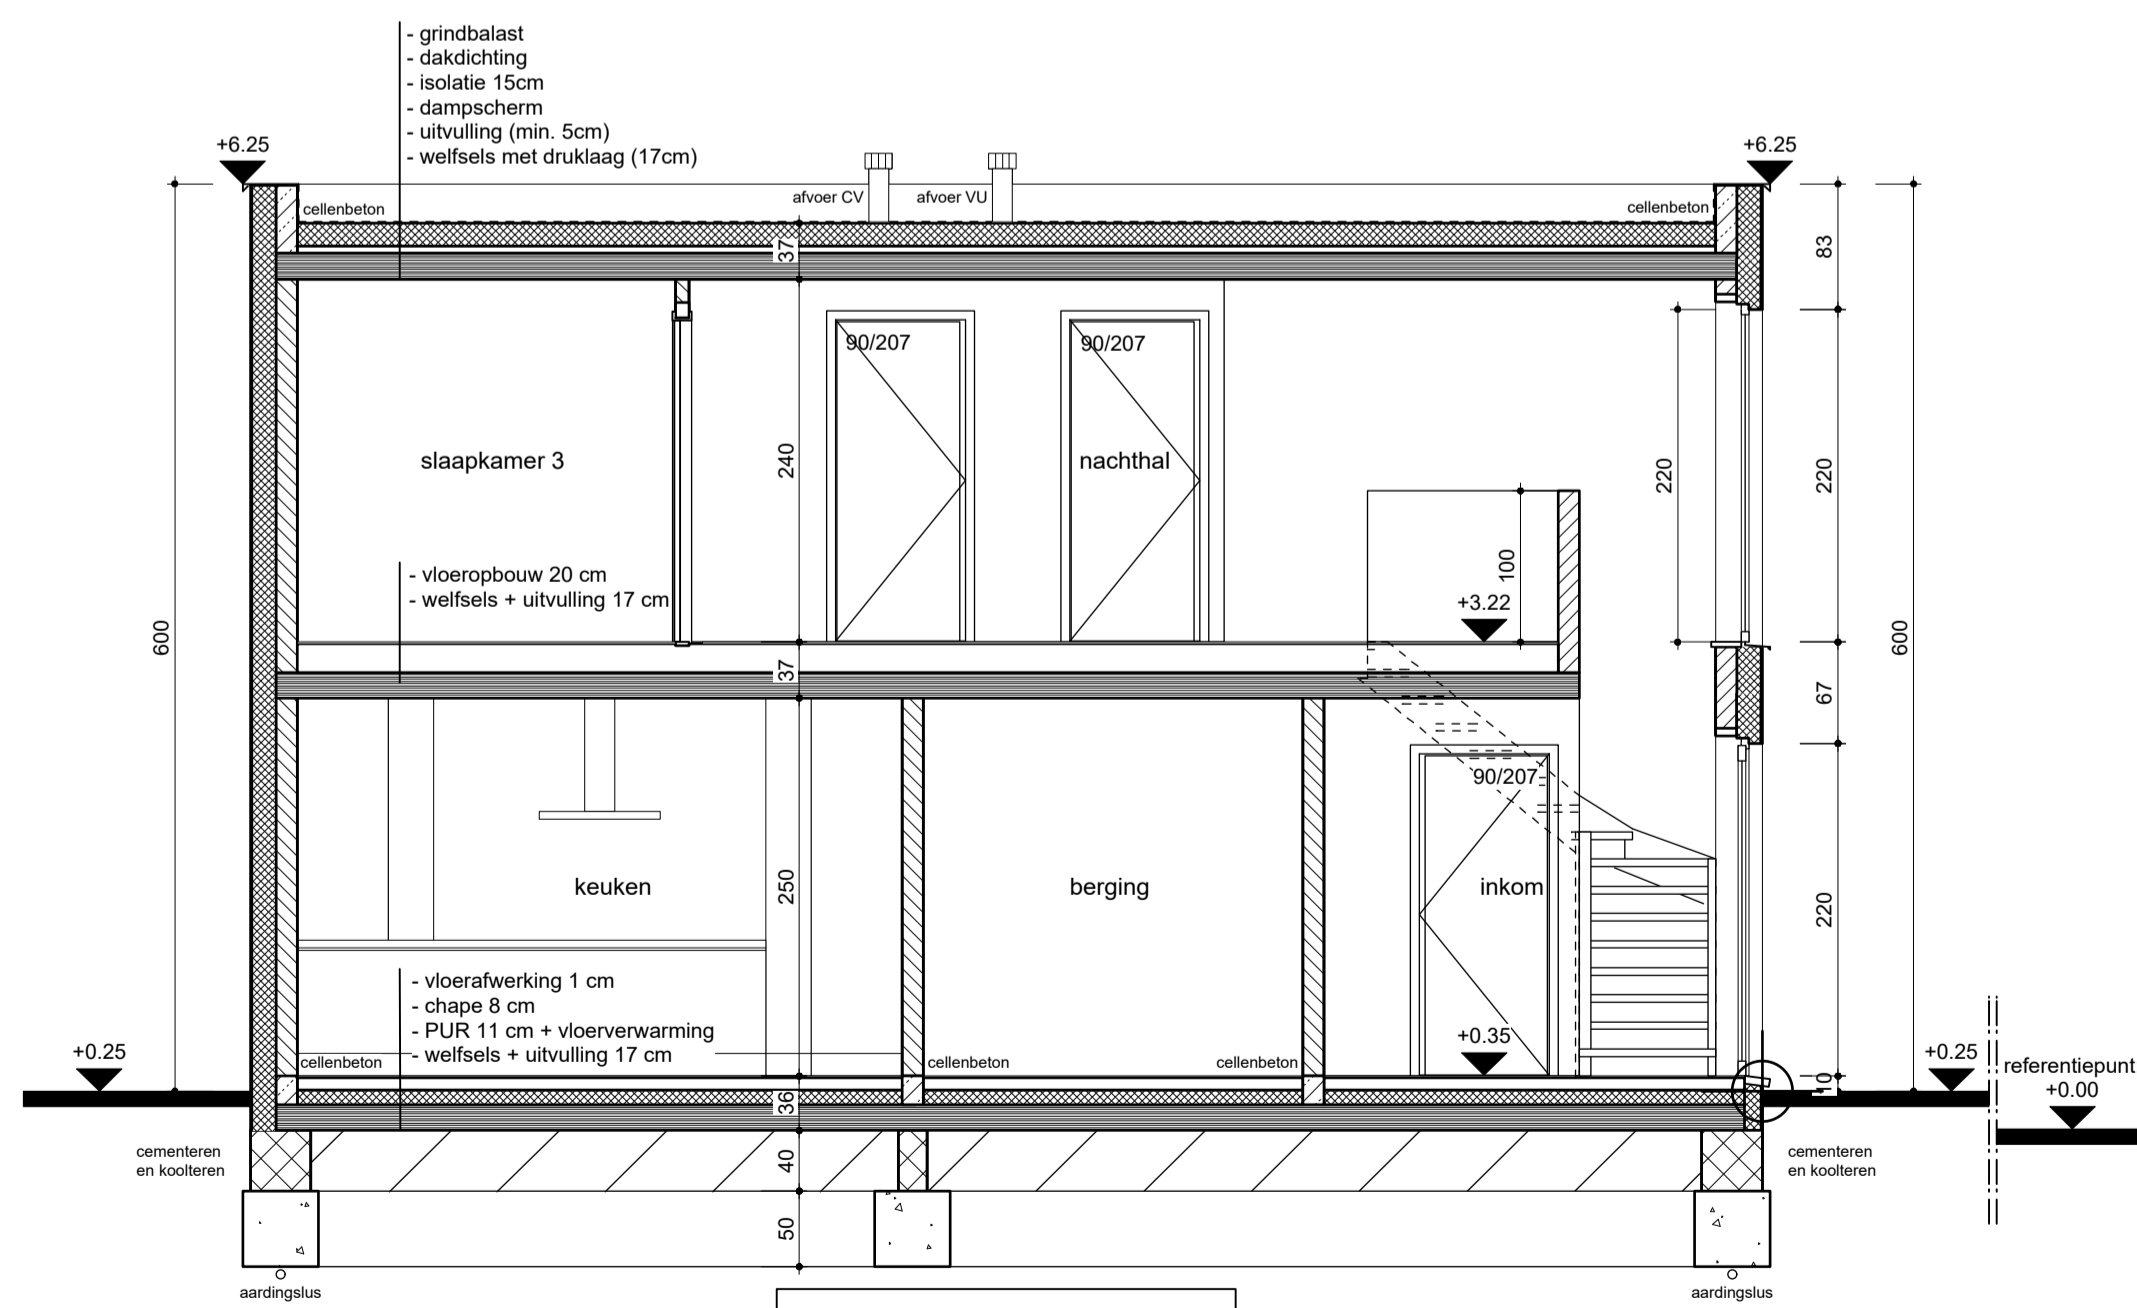 - grindbalast
- dakdichting
- isolatie 15cm
- dampscherm
- uitvulling (min. 5cm)
- welfsels met druklaag (17cm)
+6.25
+6.25
afvoer CV
afvoer VU
cellenbeton
cellenbeton
37
83
90/207
90/207
slaapkamer 3
240
nachthal
220
220
- vloeropbouw 20 cm
- welfsels + uitvulling 17 cm
100
+3.22
600
600
37
67
90/207
keuken
250
berging
inkom
220
- vloerafwerking 1 cm
- chape 8 cm
- PUR 11 cm + vloerverwarming
- welfsels + uitvulling 17 cm
cellenbeton
cellenbeton
cellenbeton
+0.35
+0.25
+0.25
referentiepunt
+0.00
10
36
cementeren
en koolteren
40
cementeren
en koolteren
50
aardingslus
aardingslus